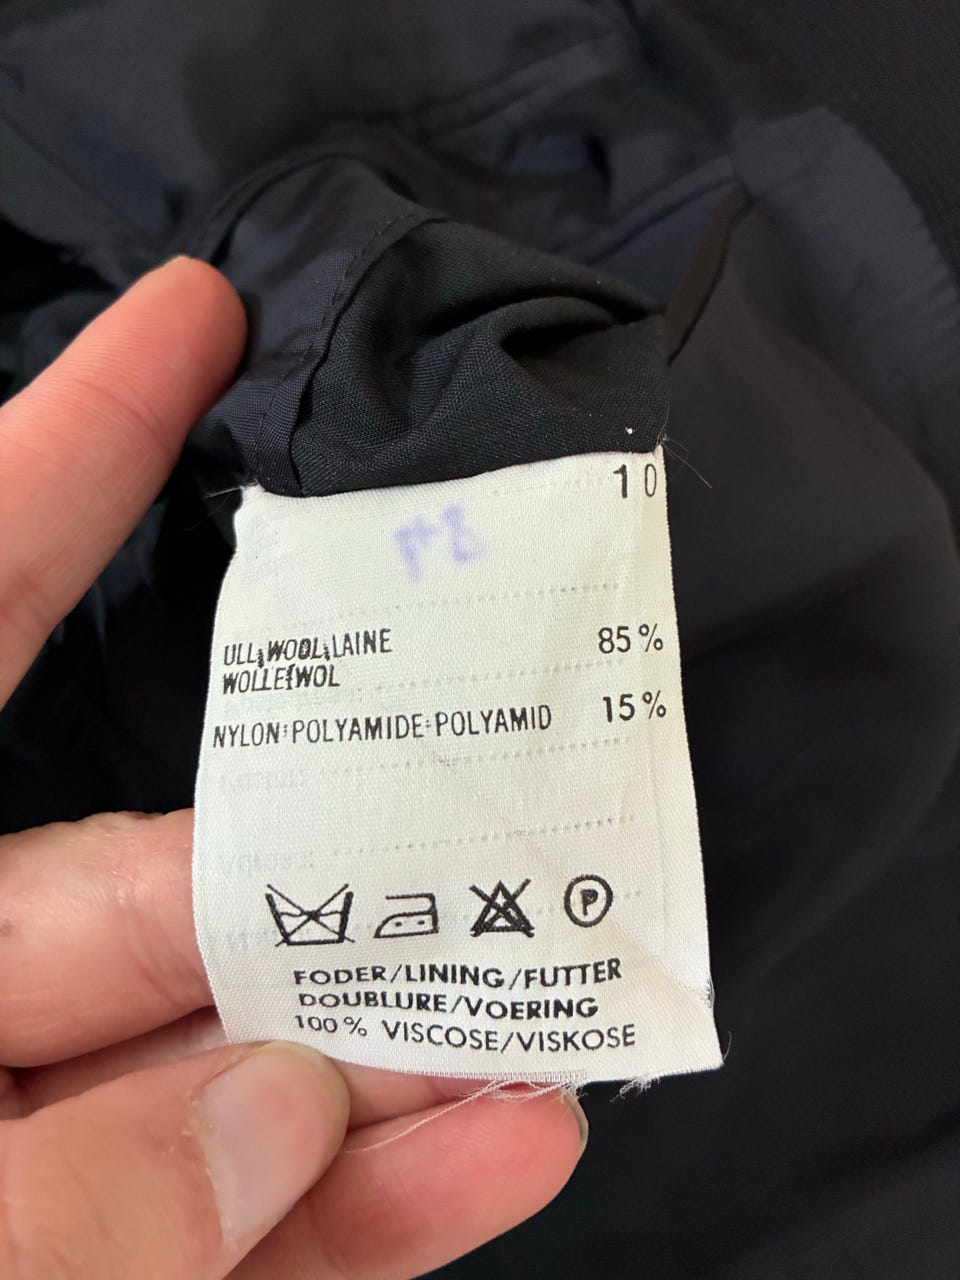 10
ULL;WOOL;LAINE 85%
WOLLE;WOL
NYLON:POLYAMIDE:POLYAMID 15%
P
FODER/LINING/FUTTER
DOUBLURE/VOERING
100% VISCOSE/VISKOSE